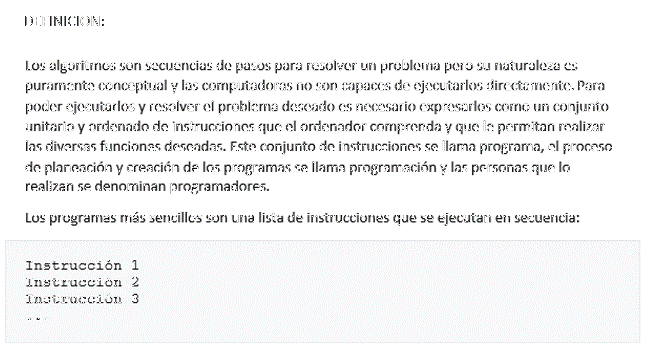 DEFINICION:
Los algoritmos son secuencias de pasos para resolver un problema pero su naturaleza es
puramente conceptual y las computadoras no son capaces de ejecutarlos directamente. Para
poder ejecutarlos y resolver el problema deseado es necesario expresarlos como un conjunto
unitario y ordenado de instrucciones que el ordenador comprenda y que le permitan realizar
las diversas funciones deseadas. Este conjunto de instrucciones se llama programa, el proceso
de planeación y creación de los programas se llama programación y las personas que lo
realizan se denominan programadores.
Los programas más sencillos son una lista de instrucciones que se ejecutan en secuencia:
Instrucción 1
Instrucción 2
Instrucción 3
...